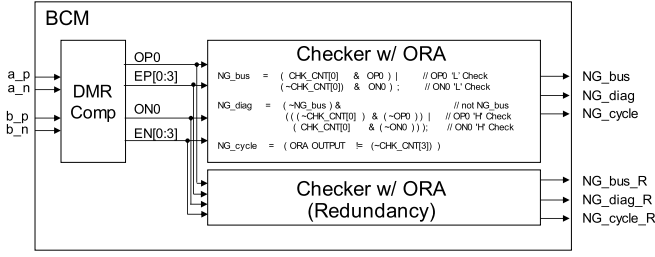 BCM
a_p
a_n
b_p
b_n
DMR
Comp
OP0
EP[0:3]
ON0
EN[0:3]
Checker w/ ORA
NG_bus = ( CHK_CNT[0] & OP0 ) | // OP0 'L' Check
(~CHK_CNT[0]) & ON0 ) ; // ON0 'L' Check
NG_diag = ( ~NG_bus ) & // not NG_bus
( ( ( ~CHK_CNT[0] ) & ( ~OP0 ) ) | // OP0 'H' Check
( CHK_CNT[0] & ( ~ON0 ) ) ); // ON0 'H' Check
NG_cycle = ( ORA OUTPUT != (~CHK_CNT[3]) )
NG_bus
NG_diag
NG_cycle
Checker w/ ORA
(Redundancy)
NG_bus_R
NG_diag_R
NG_cycle_R